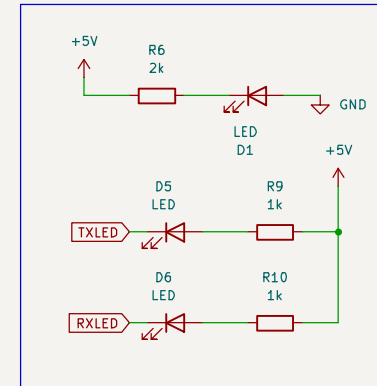 +5V
R6
2k
GND
LED
D1
+5V
D5
LED
R9
1k
TXLED
D6
LED
R10
1k
RXLED